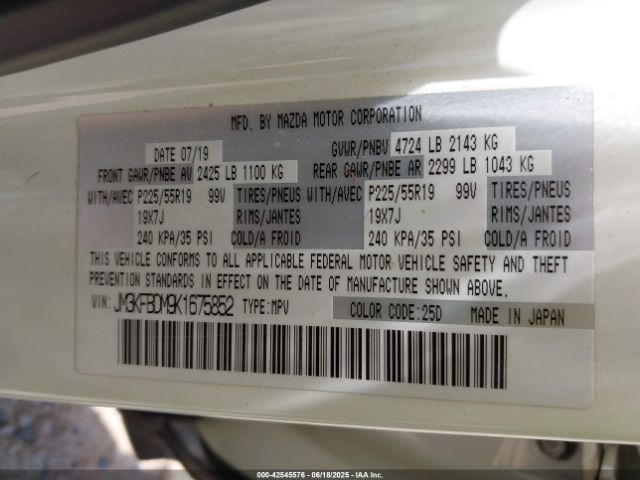 MFD. BY MAZDA MOTOR CORPORATION
DATE 07/19 GVWR/PNBV 4724 LB 2143 KG
FRONT GAWR/PNBE AV 2425 LB 1100 KG REAR GAWR/PNBE AR 2299 LB 1043 KG
WITH/AVEC P225/55R19 99V TIRES/PNEUS WITH/AVEC P225/55R19 99V TIRES/PNEUS
19X7J RIMS/JANTES 19X7J RIMS/JANTES
240 KPA/35 PSI COLD/A FROID 240 KPA/35 PSI COLD/A FROID
THIS VEHICLE CONFORMS TO ALL APPLICABLE FEDERAL MOTOR VEHICLE SAFETY AND THEFT
PREVENTION STANDARDS IN EFFECT ON THE DATE OF MANUFACTURE SHOWN ABOVE.
VIN: JM3KFBDM9K1675852 TYPE:MPV COLOR CODE:25D MADE IN JAPAN
000-42545576 - 06/18/2025 - IAA Inc.